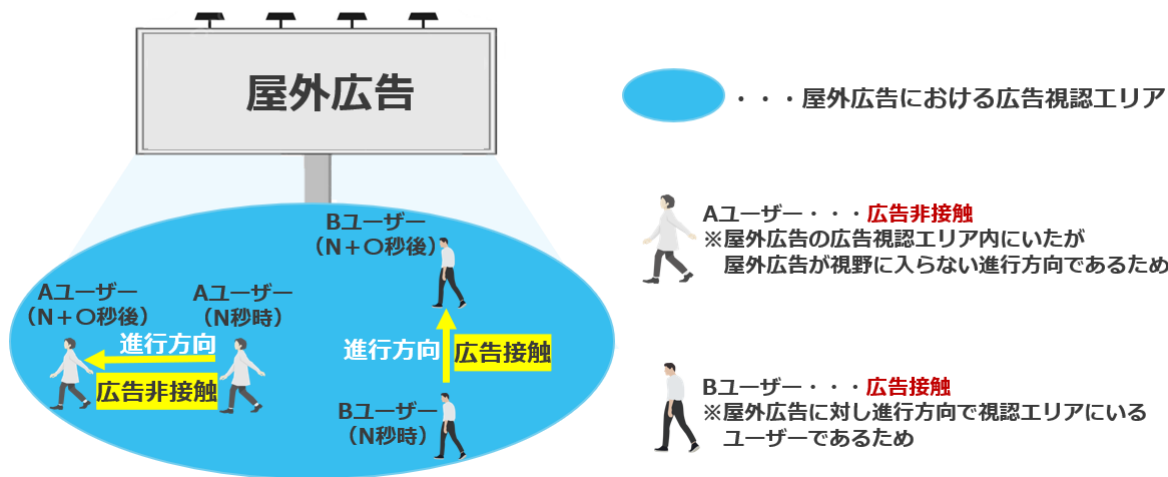 屋外広告
・・・屋外広告における広告視認エリア
Bユーザー
(N+〇秒後)
Aユーザー
(N+〇秒後)
Aユーザー
(N秒時)
進行方向
広告非接触
進行方向
広告接触
Bユーザー
(N秒時)
Aユーザー・・・広告非接触
※屋外広告の広告視認エリア内にいたが
屋外広告が視野に入らない進行方向であるため
Bユーザー・・・広告接触
※屋外広告に対し進行方向で視認エリアにいる
ユーザーであるため